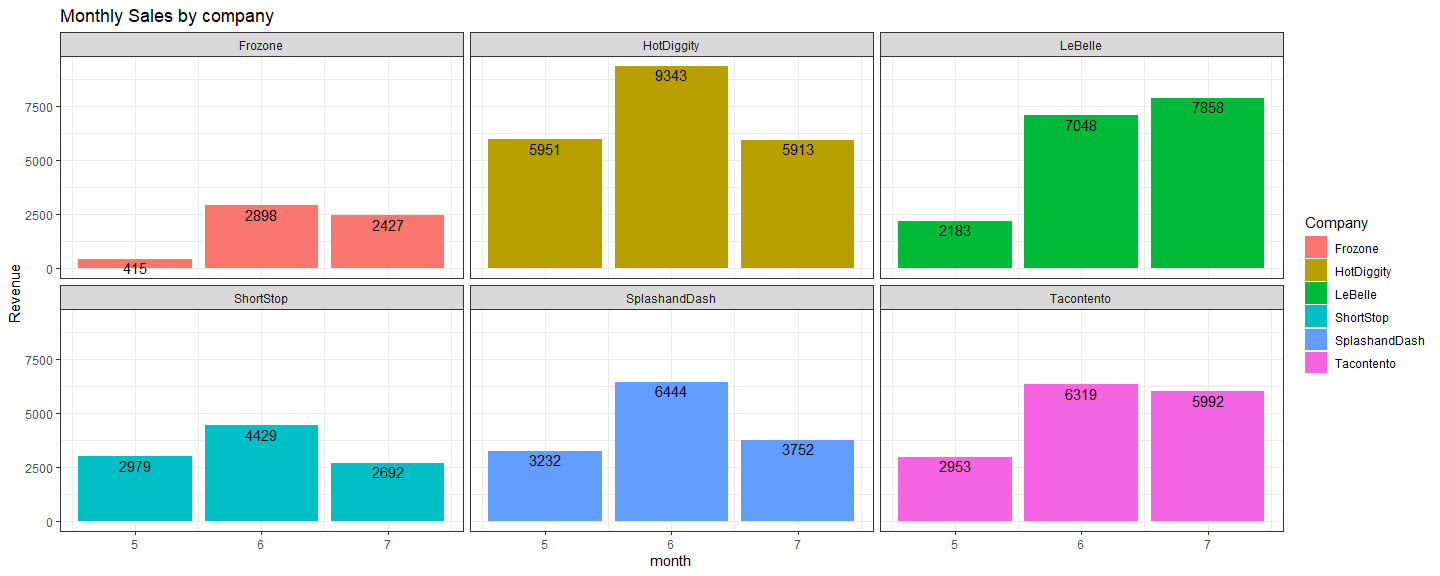 Monthly Sales by company
Frozone
HotDiggity
LeBelle
7500
5000
2500
0
415
2898
2427
5951
9343
5913
2183
7048
7858
ShortStop
SplashandDash
Tacontento
7500
5000
2500
0
2979
4429
2692
3232
6444
3752
2953
6319
5992
5 6 7
5 6 7
5 6 7
month
Revenue
Company
Frozone
HotDiggity
LeBelle
ShortStop
SplashandDash
Tacontento